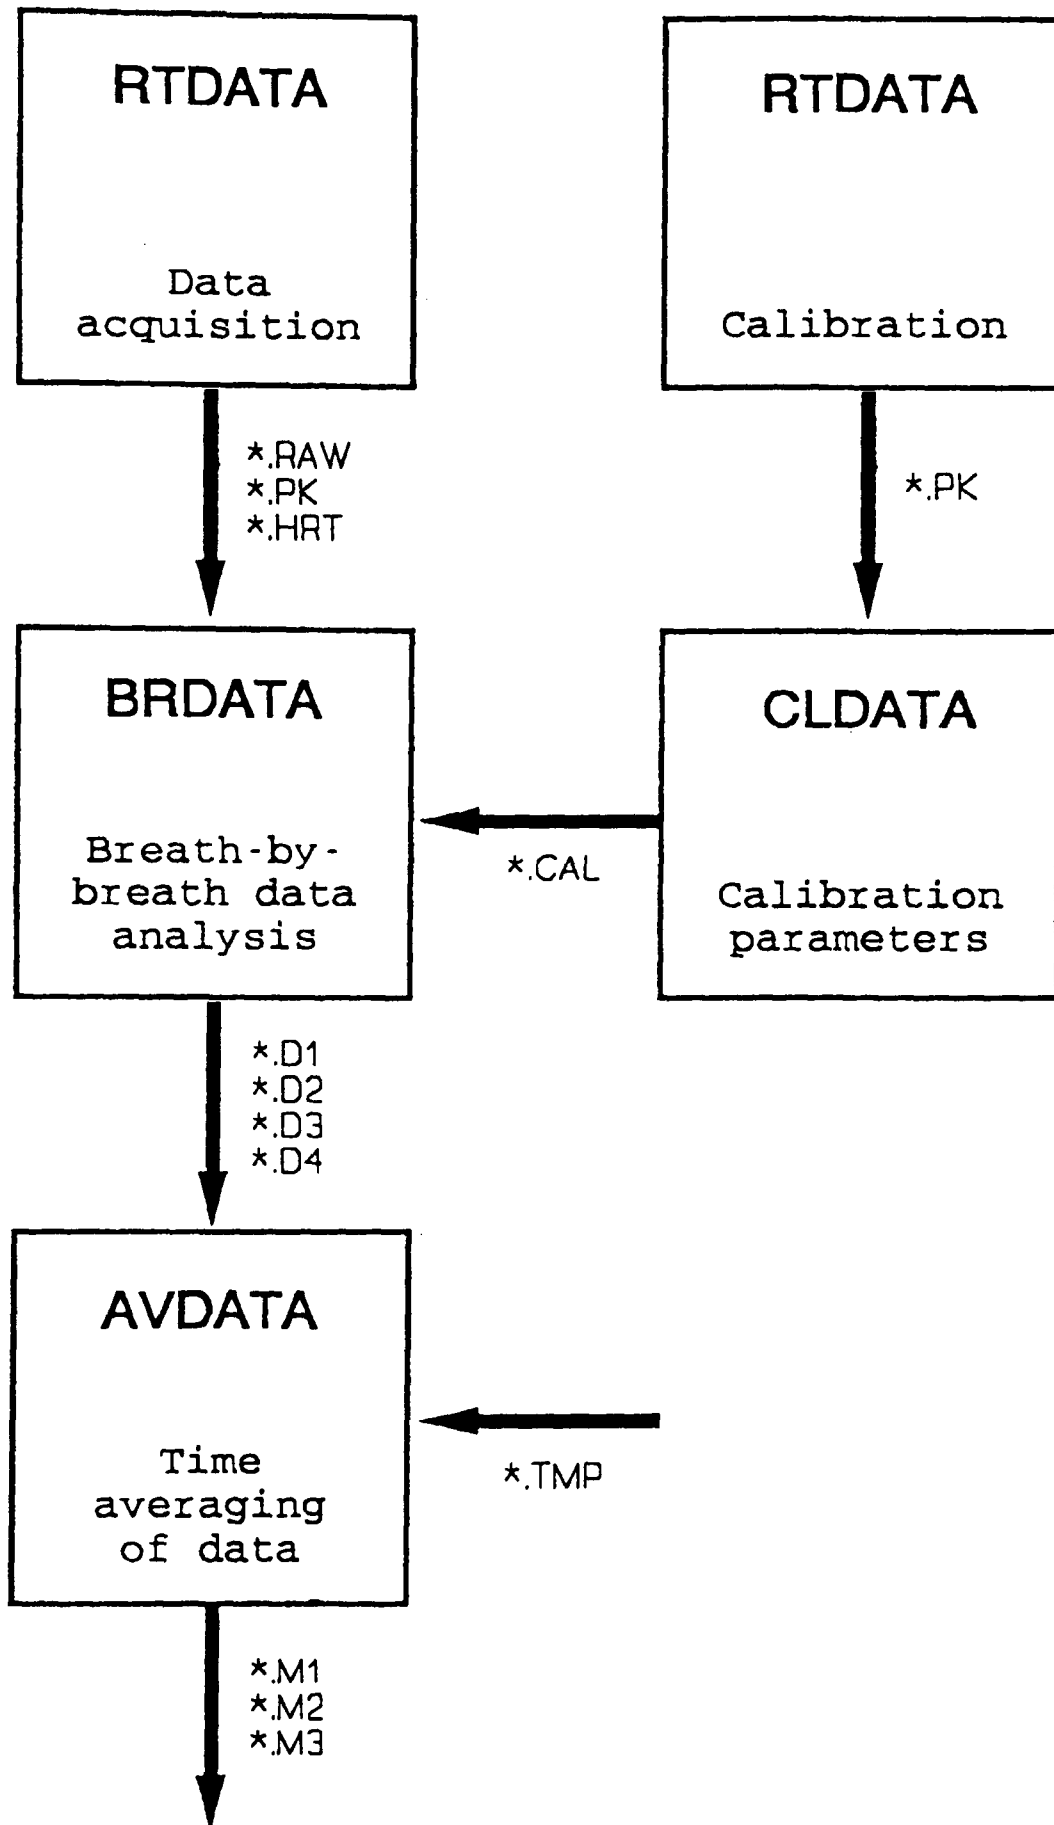 RTDATA
Data
acquisition
RTDATA
Calibration
*.RAW
*.PK
*.HRT
*.PK
BRDATA
Breath-by-
breath data
analysis
CLDATA
Calibration
parameters
*.CAL
*.D1
*.D2
*.D3
*.D4
AVDATA
Time
averaging
of data
*.TMP
*.M1
*.M2
*.M3